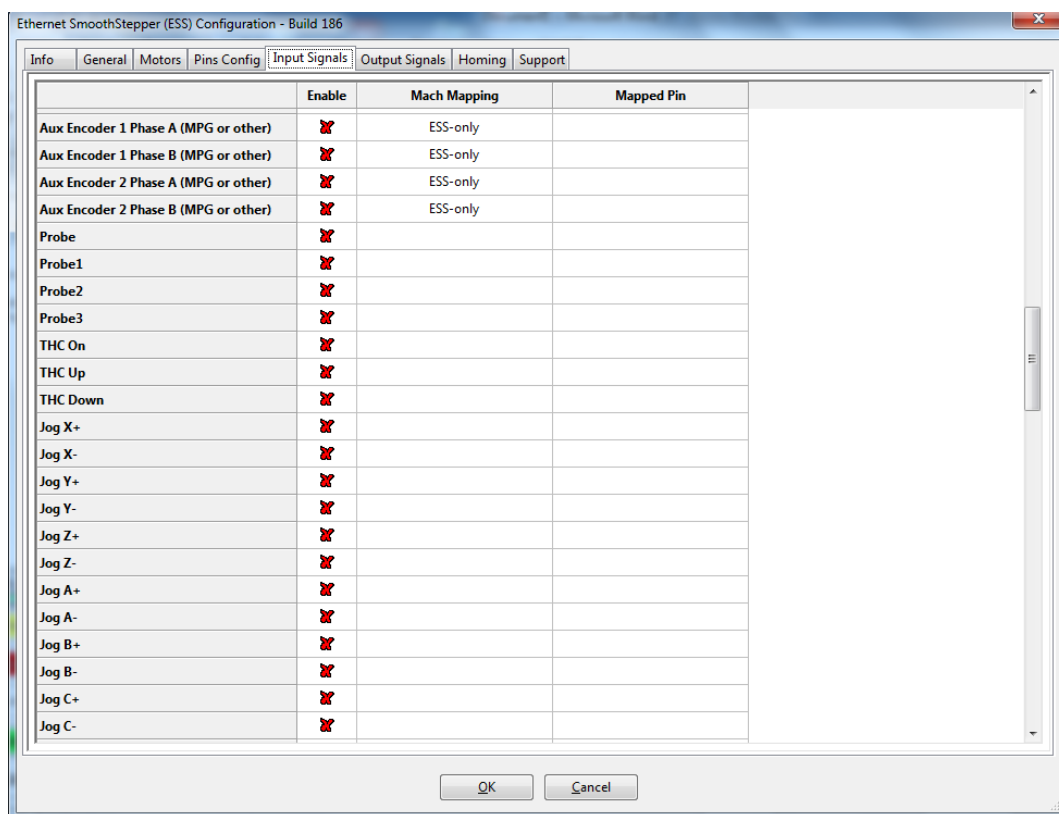 Ethernet SmoothStepper (ESS) Configuration - Build 186
Info General Motors Pins Config Input Signals Output Signals Homing Support
Enable Mach Mapping Mapped Pin
Aux Encoder 1 Phase A (MPG or other) ESS-only
Aux Encoder 1 Phase B (MPG or other) ESS-only
Aux Encoder 2 Phase A (MPG or other) ESS-only
Aux Encoder 2 Phase B (MPG or other) ESS-only
Probe
Probe1
Probe2
Probe3
THC On
THC Up
THC Down
Jog X+
Jog X-
Jog Y+
Jog Y-
Jog Z+
Jog Z-
Jog A+
Jog A-
Jog B+
Jog B-
Jog C+
Jog C-
OK Cancel